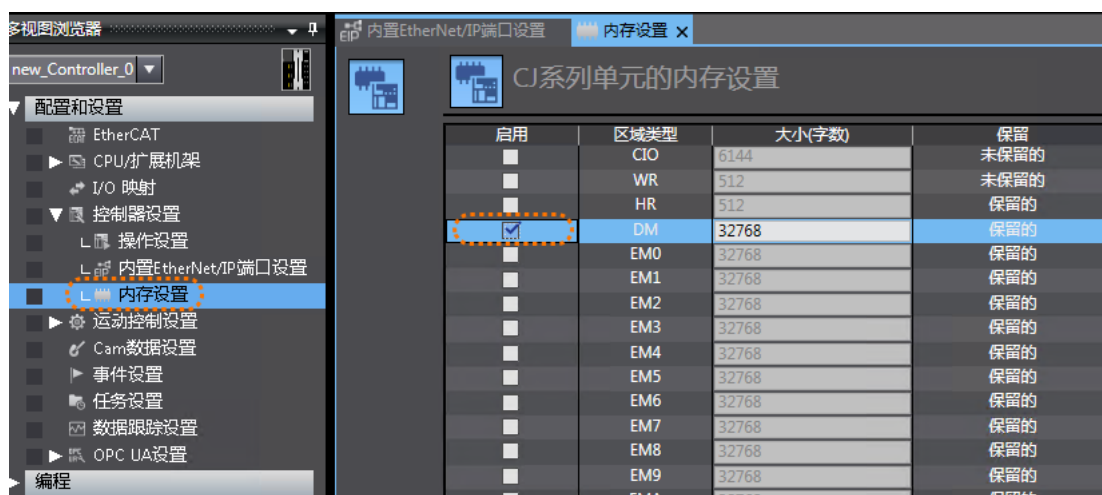 多视图浏览器
new_Controller_0
配置和设置
EtherCAT
CPU/扩展机架
I/O 映射
控制器设置
操作设置
内置EtherNet/IP端口设置
内存设置
运动控制设置
Cam数据设置
事件设置
任务设置
数据跟踪设置
OPC UA设置
编程
内置EtherNet/IP端口设置 内存设置
CJ系列单元的内存设置
启用 区域类型 大小(字数) 保留
CIO 6144 未保留的
WR 512 未保留的
HR 512 保留的
DM 32768 保留的
EM0 32768 保留的
EM1 32768 保留的
EM2 32768 保留的
EM3 32768 保留的
EM4 32768 保留的
EM5 32768 保留的
EM6 32768 保留的
EM7 32768 保留的
EM8 32768 保留的
EM9 32768 保留的